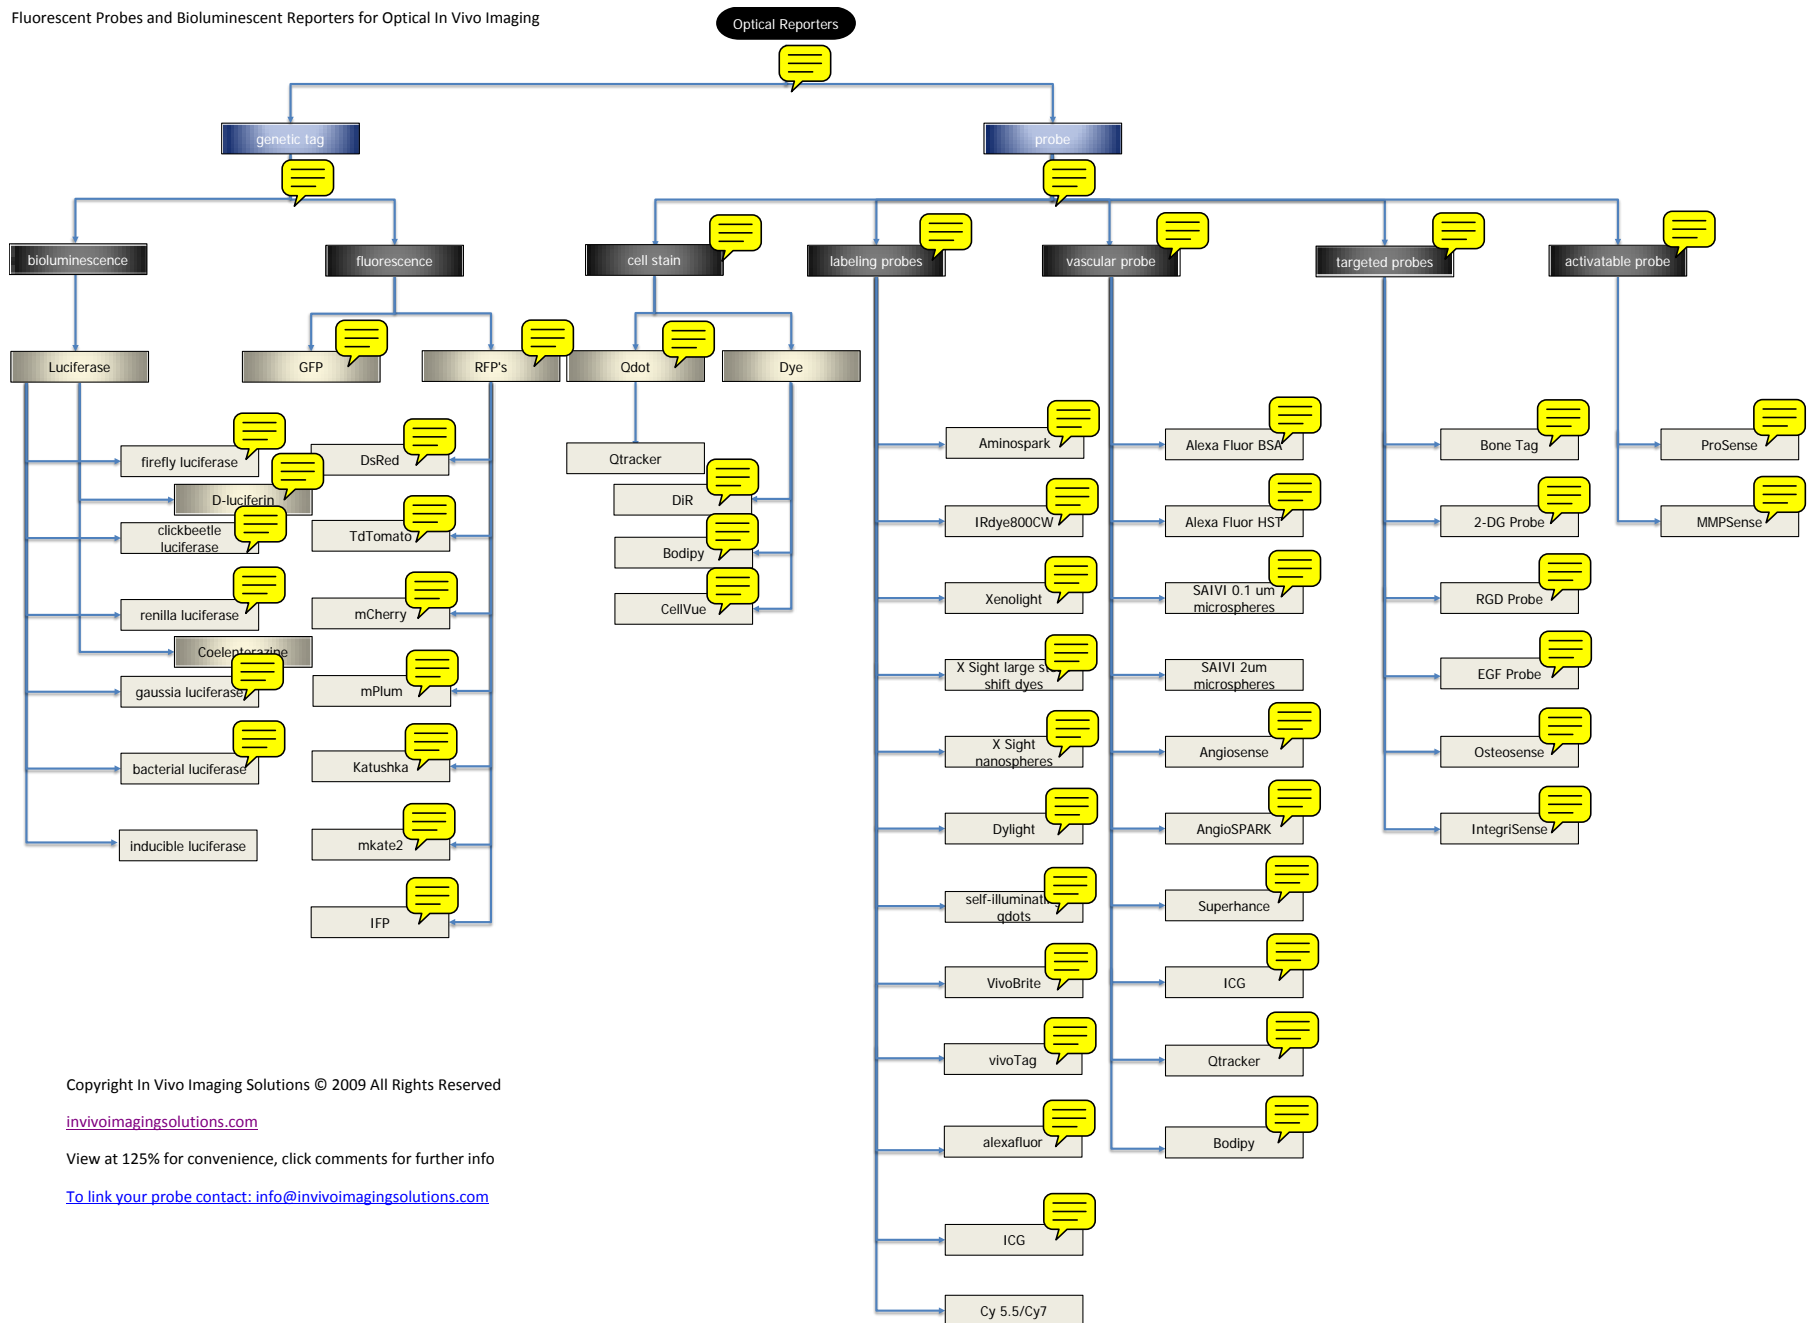 Fluorescent Probes and Bioluminescent Reporters for Optical In Vivo Imaging
Optical Reporters
genetic tag
probe
bioluminescence
fluorescence
cell stain
labeling probes
vascular probe
targeted probes
activatable probe
Luciferase
GFP
RFP's
Qdot
Dye
firefly luciferase
D-luciferin
clickbeetle
luciferase
renilla luciferase
Coelenterazine
gaussia luciferase
bacterial luciferase
inducible luciferase
DsRed
TdTomato
mCherry
mPlum
Katushka
mkate2
IFP
Qtracker
DiR
Bodipy
CellVue
Aminospark
IRdye800CW
Xenolight
X Sight large
shift dyes
X Sight
nanospheres
Dylight
self-illuminating
qdots
VivoBrite
vivoTag
alexafluor
ICG
Cy 5.5/Cy7
Alexa Fluor BSA
Alexa Fluor HST
SAIVI 0.1 um
microspheres
SAIVI 2um
microspheres
Angiosense
AngioSPARK
Superhance
ICG
Qtracker
Bodipy
Bone Tag
2-DG Probe
RGD Probe
EGF Probe
Osteosense
IntegriSense
ProSense
MMPSense
Copyright In Vivo Imaging Solutions © 2009 All Rights Reserved
invivoimagingsolutions.com
View at 125% for convenience, click comments for further info
To link your probe contact: info@invivoimagingsolutions.com